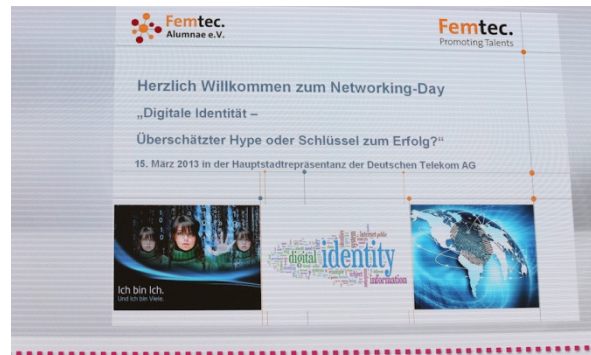 Femtec.
Alumnae e.V.
Femtec.
Promoting Talents
Herzlich Willkommen zum Networking-Day
„Digitale Identität –
Überschätzter Hype oder Schlüssel zum Erfolg?“
15. März 2013 in der Hauptstadtrepräsentanz der Deutschen Telekom AG
Ich bin Ich.
Und Ich bin Viele.
digital identity
information